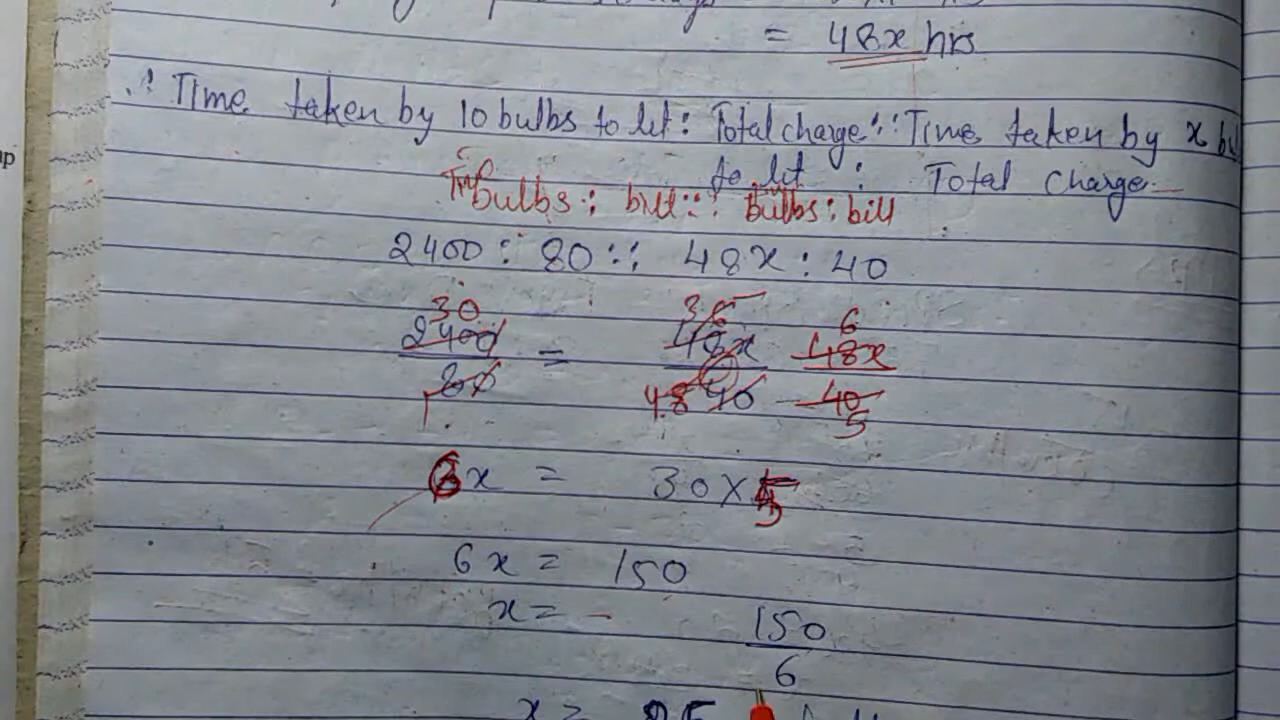 = 48x hrs
∴ Time taken by 10 bulbs to lit : Total charge :: Time taken by x
to lit : Total charge
bulbs : bill :: bulbs : bill
2400 : 80 :: 48x : 40
30 6
2400 = 48x 48x
80 40 40
1 48 5
6x = 30 x 5
6x = 150
x = 150
6
x =